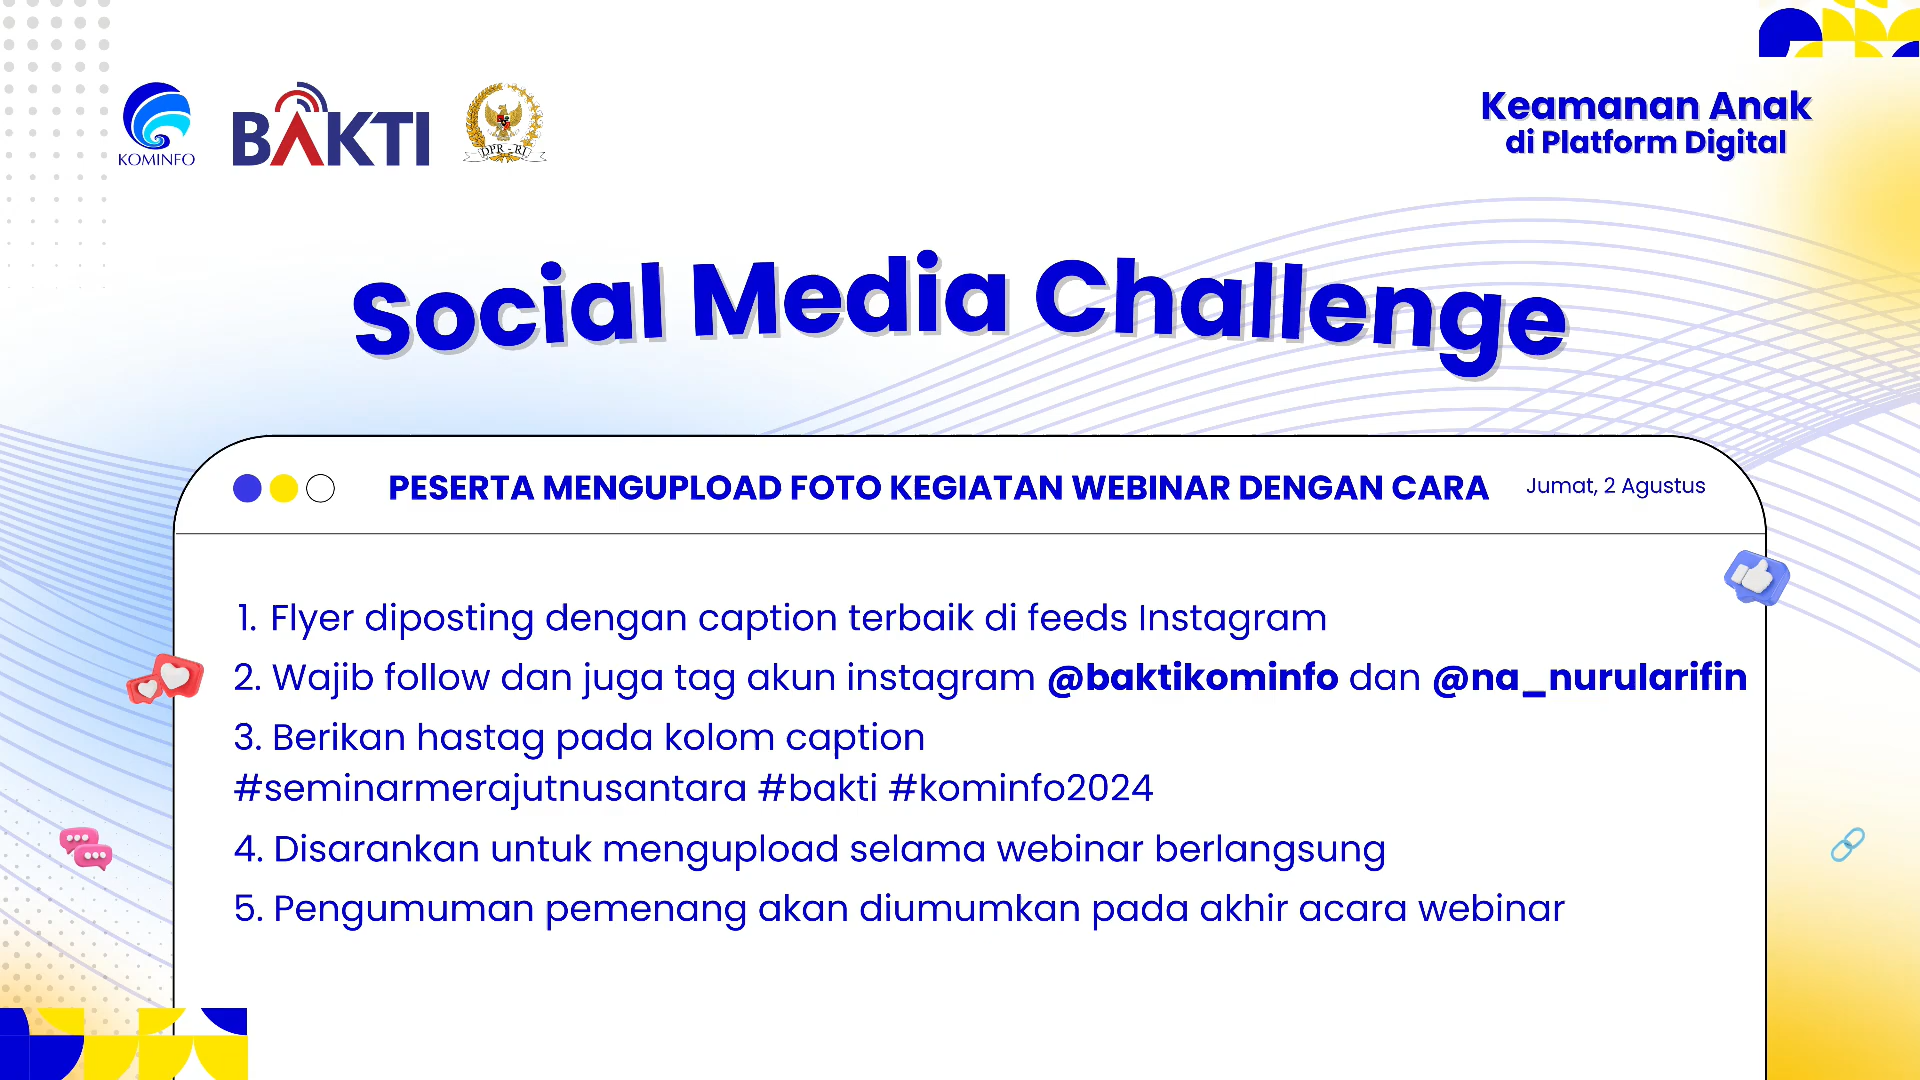 KOMINFO
BAKTI
DPR - RI
Keamanan Anak
di Platform Digital
Social Media Challenge
PESERTA MENGUPLOAD FOTO KEGIATAN WEBINAR DENGAN CARA
Jumat, 2 Agustus
1. Flyer diposting dengan caption terbaik di feeds Instagram
2. Wajib follow dan juga tag akun instagram @baktikominfo dan @na_nurularifin
3. Berikan hastag pada kolom caption
#seminarmerajutnusantara #bakti #kominfo2024
4. Disarankan untuk mengupload selama webinar berlangsung
5. Pengumuman pemenang akan diumumkan pada akhir acara webinar